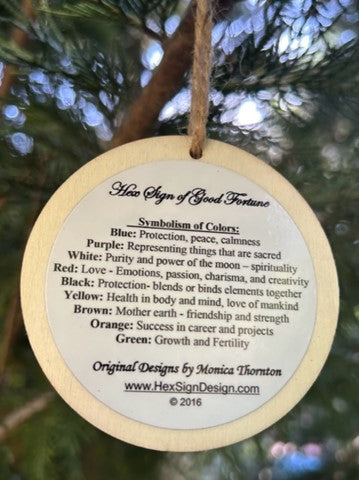 Hex Sign of Good Fortune
Symbolism of Colors:
Blue: Protection, peace, calmness
Purple: Representing things that are sacred
White: Purity and power of the moon – spirituality
Red: Love - Emotions, passion, charisma, and creativity
Black: Protection- blends or binds elements together
Yellow: Health in body and mind, love of mankind
Brown: Mother earth - friendship and strength
Orange: Success in career and projects
Green: Growth and Fertility
Original Designs by Monica Thornton
www.HexSignDesign.com
© 2016